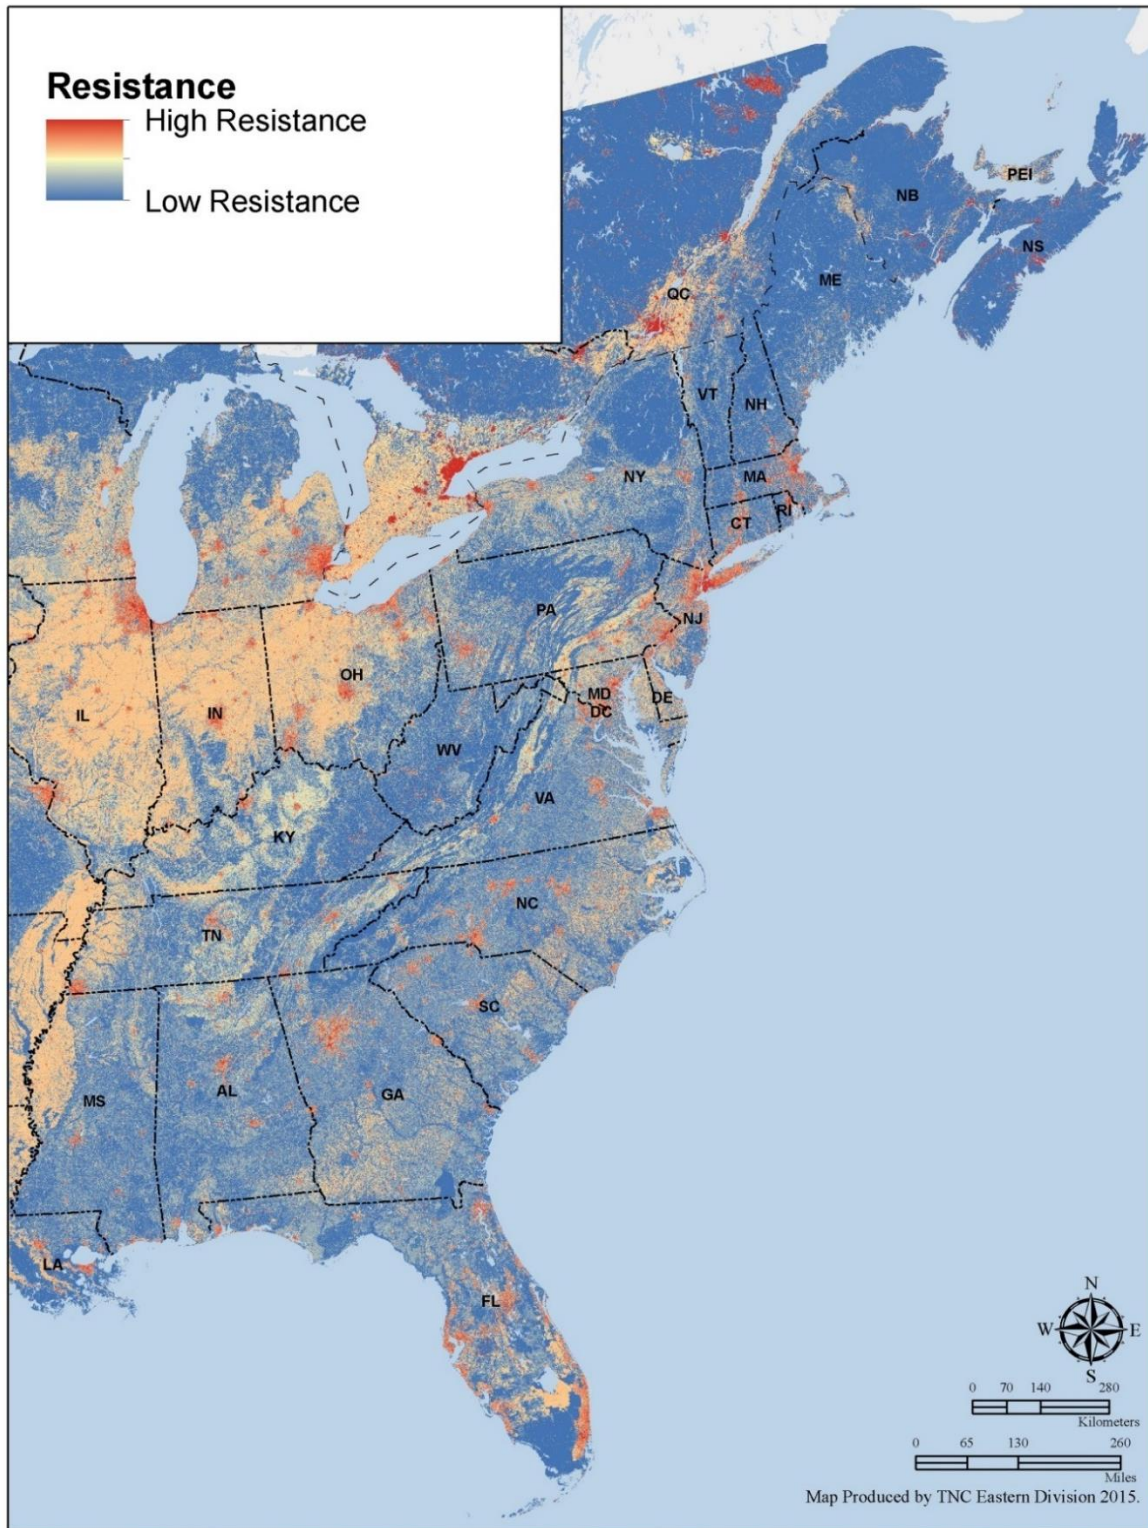 Resistance
High Resistance
Low Resistance
PEI
NB
NS
ME
QC
VT
NH
NY
MA
CT
RI
PA
NJ
OH
MD
DE
DC
IL
IN
WV
VA
KY
NC
TN
SC
AL
GA
MS
LA
FL
N
W
E
S
0 70 140 280
Kilometers
0 65 130 260
Miles
Map Produced by TNC Eastern Division 2015.